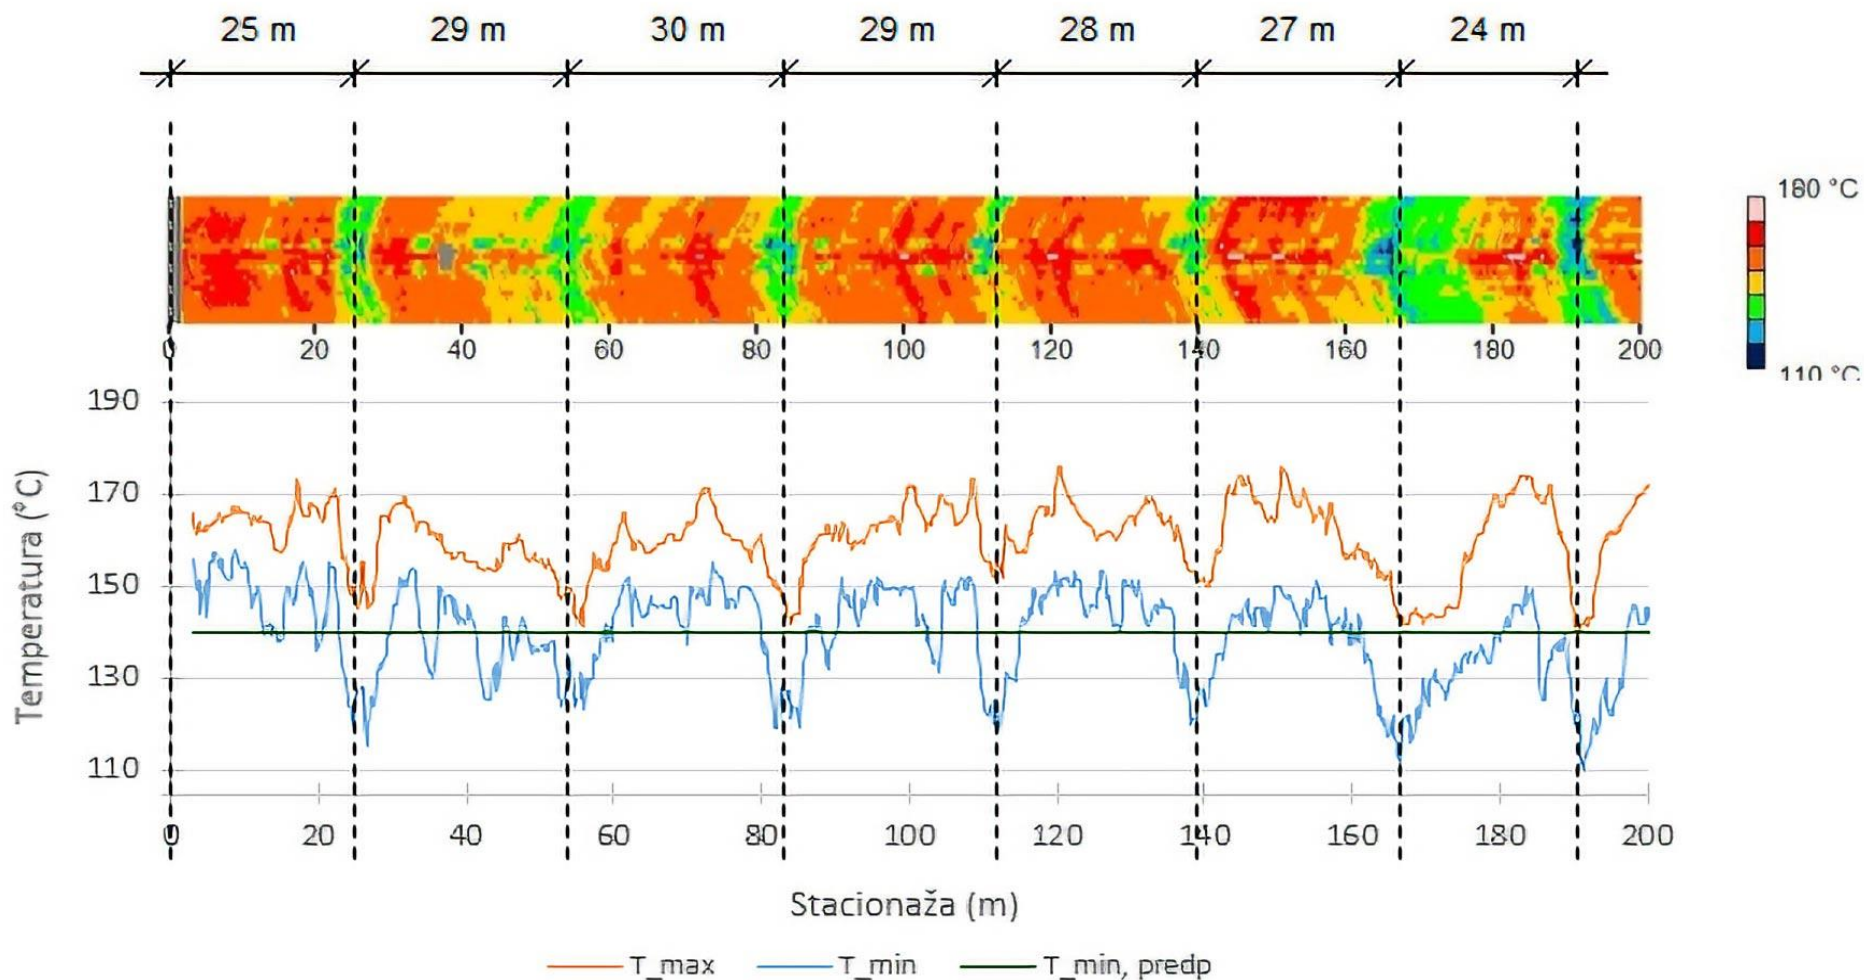 25 m 29 m 30 m 29 m 28 m 27 m 24 m
180 °C
110 °C
0 20 40 60 80 100 120 140 160 180 200
190
170
150
130
110
Temperatura (°C)
0 20 40 60 80 100 120 140 160 180 200
Stacionaža (m)
T_max T_min T_min, predp